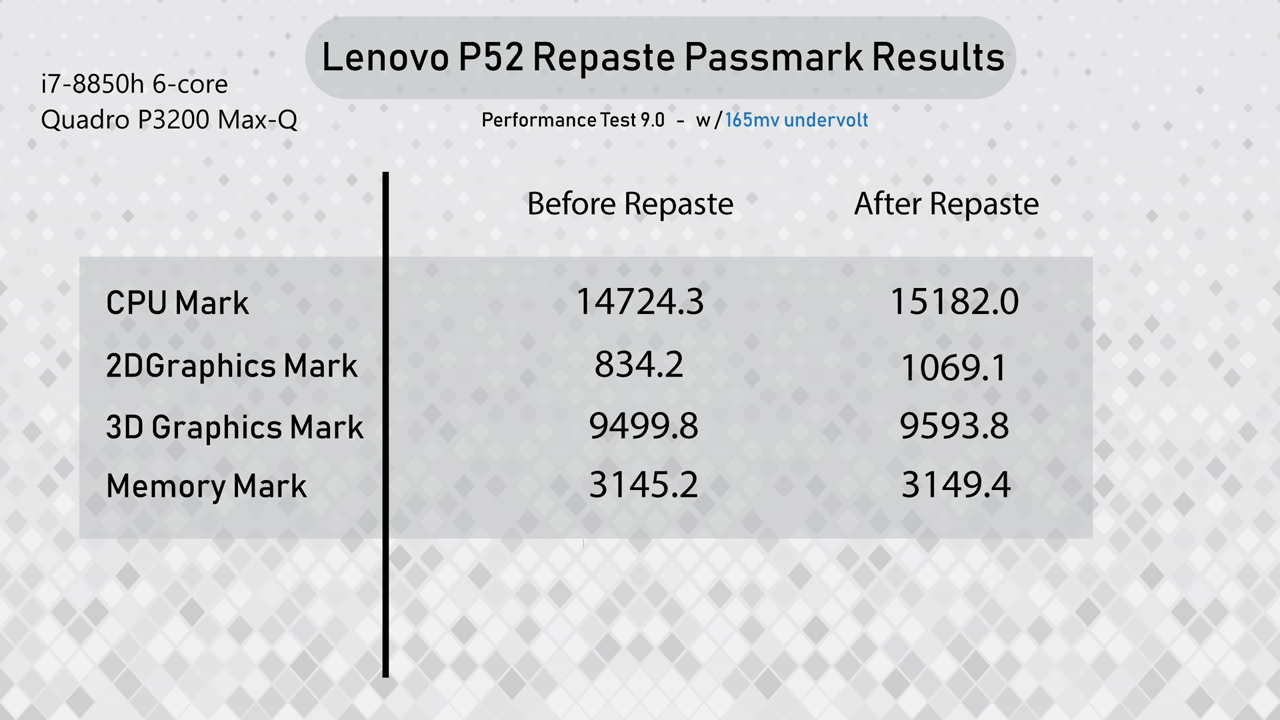 Lenovo P52 Repaste Passmark Results
i7-8850h 6-core
Quadro P3200 Max-Q
Performance Test 9.0 - w/165mv undervolt
Before Repaste After Repaste
CPU Mark 14724.3 15182.0
2DGraphics Mark 834.2 1069.1
3D Graphics Mark 9499.8 9593.8
Memory Mark 3145.2 3149.4